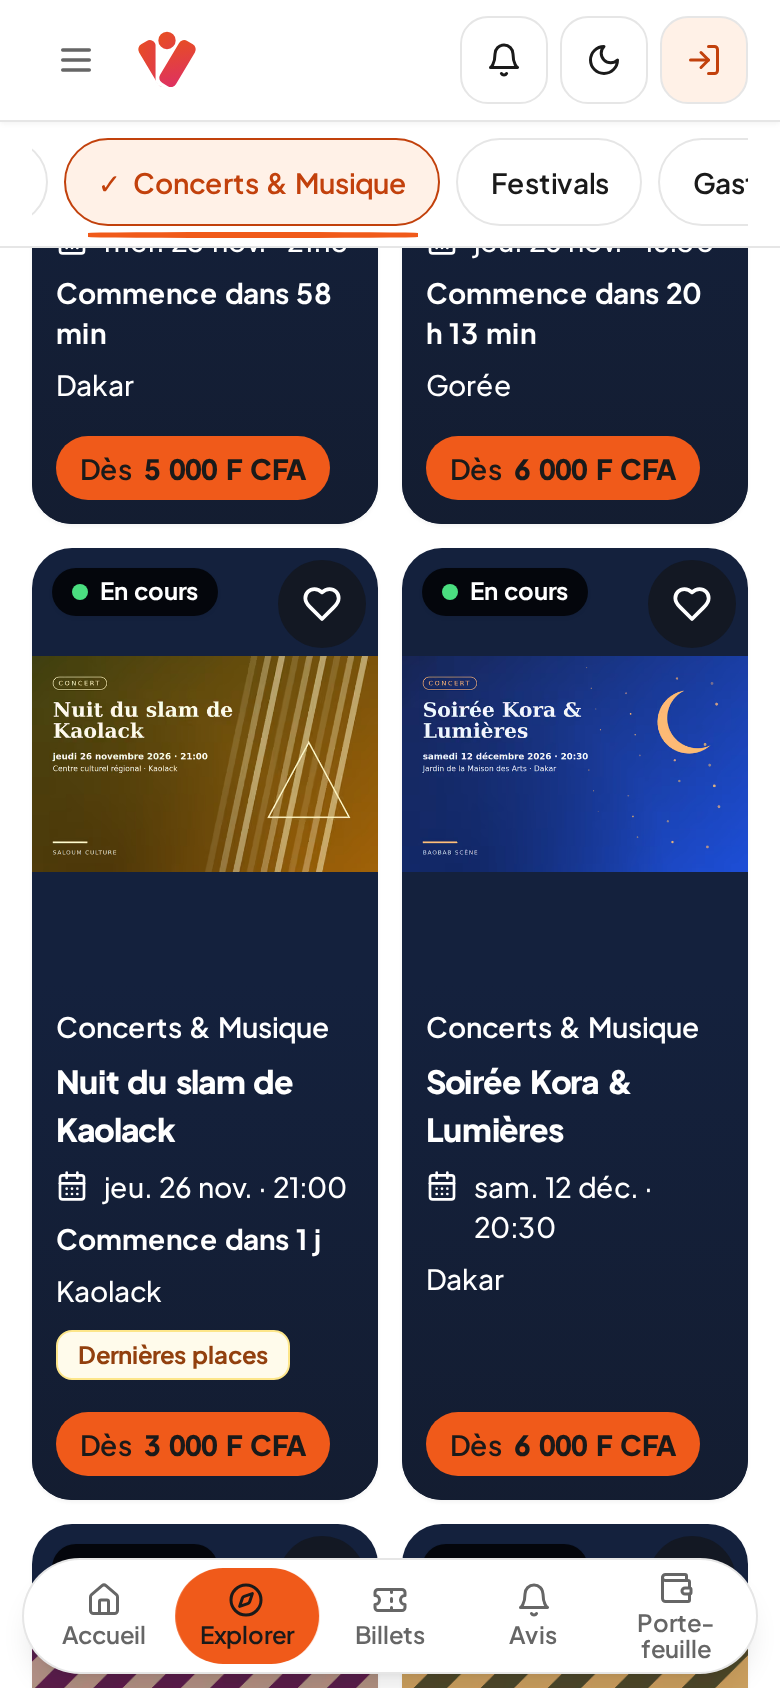 ✓ Concerts & Musique
Festivals
Commence dans 58
min
Dakar
Dès 5 000 F CFA
Commence dans 20
h 13 min
Gorée
Dès 6 000 F CFA
En cours
CONCERT
Nuit du slam de
Kaolack
jeudi 26 novembre 2026 · 21:00
Centre culturel régional · Kaolack
SALOUM CULTURE
Concerts & Musique
Nuit du slam de
Kaolack
jeu. 26 nov. · 21:00
Commence dans 1 j
Kaolack
Dernières places
Dès 3 000 F CFA
En cours
CONCERT
Soirée Kora &
Lumières
samedi 12 décembre 2026 · 20:30
Jardin de la Maison des Arts · Dakar
BAOBAB SCÈNE
Concerts & Musique
Soirée Kora &
Lumières
sam. 12 déc. ·
20:30
Dakar
Dès 6 000 F CFA
Accueil
Explorer
Billets
Avis
Porte-
feuille